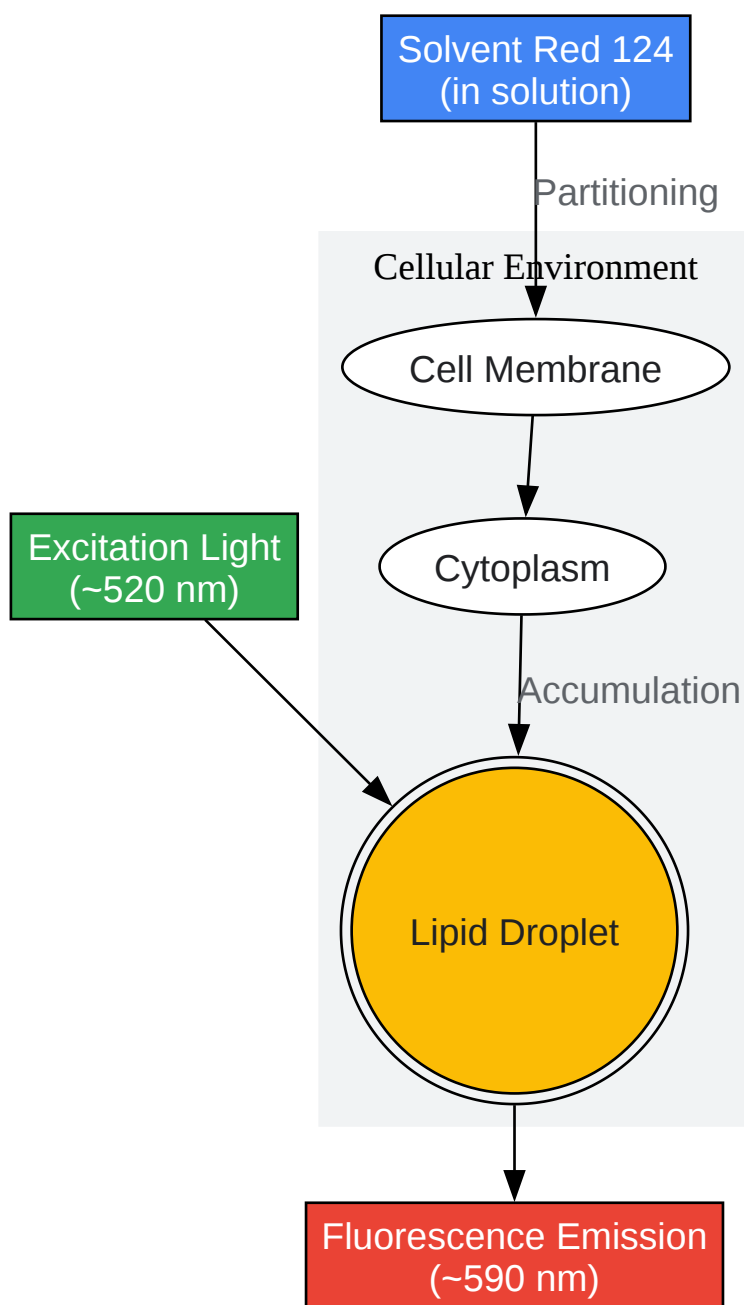 Solvent Red 124
(in solution)
Partitioning
Cellular Environment
Cell Membrane
Excitation Light
(~520 nm)
Cytoplasm
Accumulation
Lipid Droplet
Fluorescence Emission
(~590 nm)